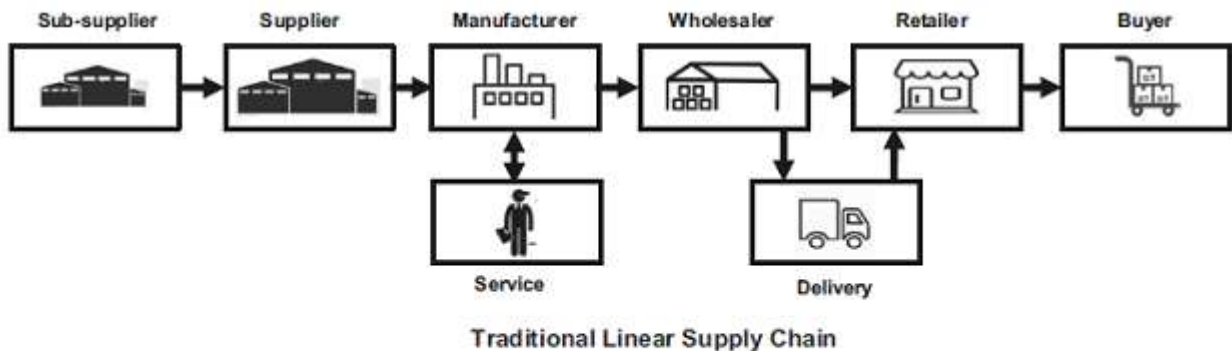 Sub-supplier Supplier Manufacturer Wholesaler Retailer Buyer
Service Delivery
Traditional Linear Supply Chain